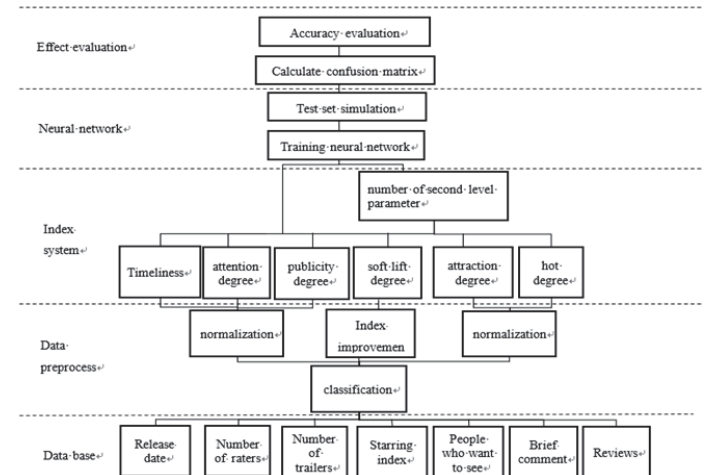 Effect evaluation
Accuracy evaluation
Calculate confusion matrix
Neural network
Test set simulation
Training neural network
number of second level
parameter
Index
system
Timeliness
attention
degree
publicity
degree
soft lift
degree
attraction
degree
hot
degree
Data
preprocess
normalization
Index
improvemen
normalization
classification
Data base
Release
date
Number
of raters
Number
of
trailers
Starring
index
People
who want
to see
Brief
comment
Reviews